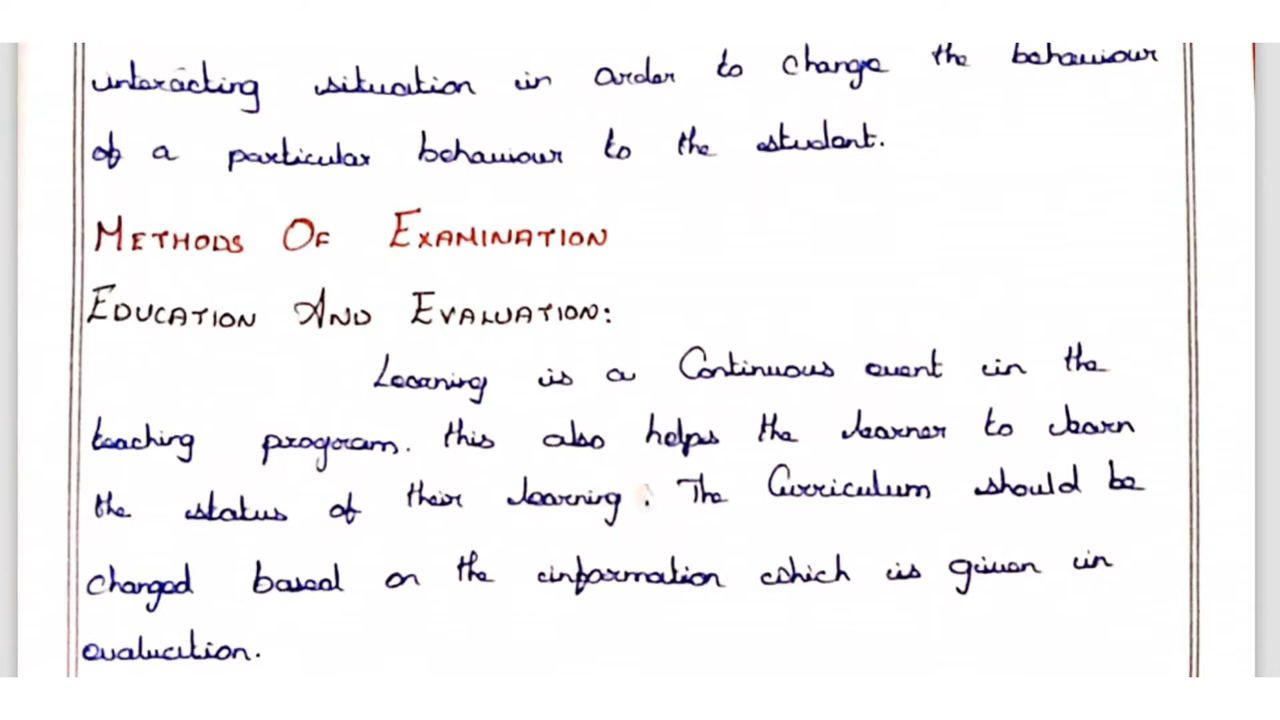 interacting situation in order to change the behaviour
of a particular behaviour to the student.
METHODS OF EXAMINATION
EDUCATION AND EVALUATION:
Learning is a Continuous event in the
teaching program. this also helps the learner to learn
the status of their learning. The Curriculum should be
changed based on the information which is given in
evaluation.